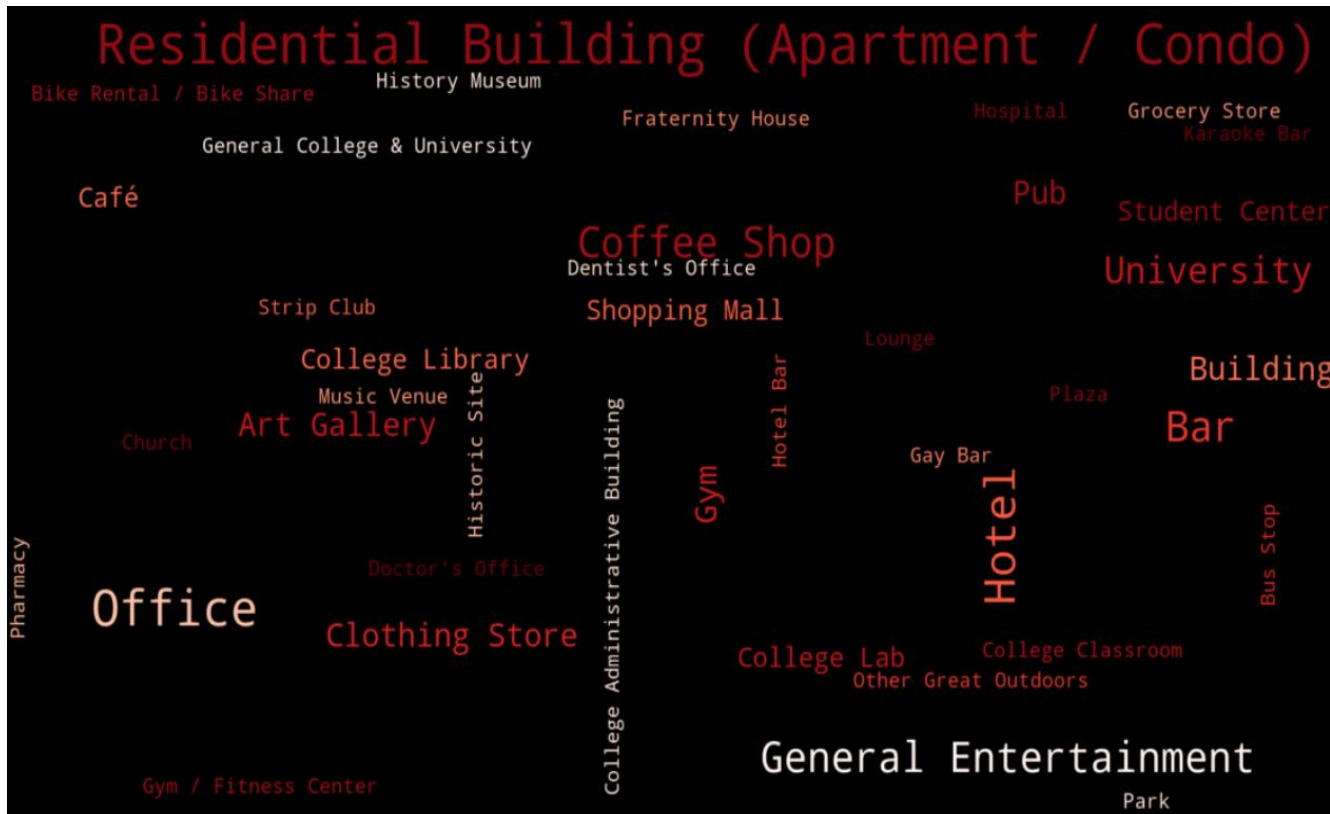 Residential Building (Apartment / Condo)
History Museum
Bike Rental / Bike Share
Fraternity House
Hospital
Grocery Store
Karaoke Bar
General College & University
Café
Pub
Student Center
Coffee Shop
Dentist's Office
University
Strip Club
Shopping Mall
Lounge
College Library
Hotel Bar
Building
Music Venue
Historic Site
Plaza
Art Gallery
Bar
Church
College Administrative Building
Gay Bar
Gym
Hotel
Bus Stop
Pharmacy
Doctor's Office
Office
Clothing Store
College Lab
College Classroom
Other Great Outdoors
General Entertainment
Gym / Fitness Center
Park